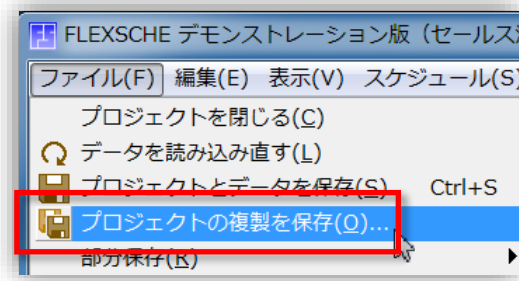 FLEXSCHE デモンストレーション版（セールス
ファイル(F) 編集(E) 表示(V) スケジュール(S)
プロジェクトを閉じる(C)
データを読み込み直す(L)
プロジェクトとデータを保存(S) Ctrl+S
プロジェクトの複製を保存(O)...
部分保存(R)